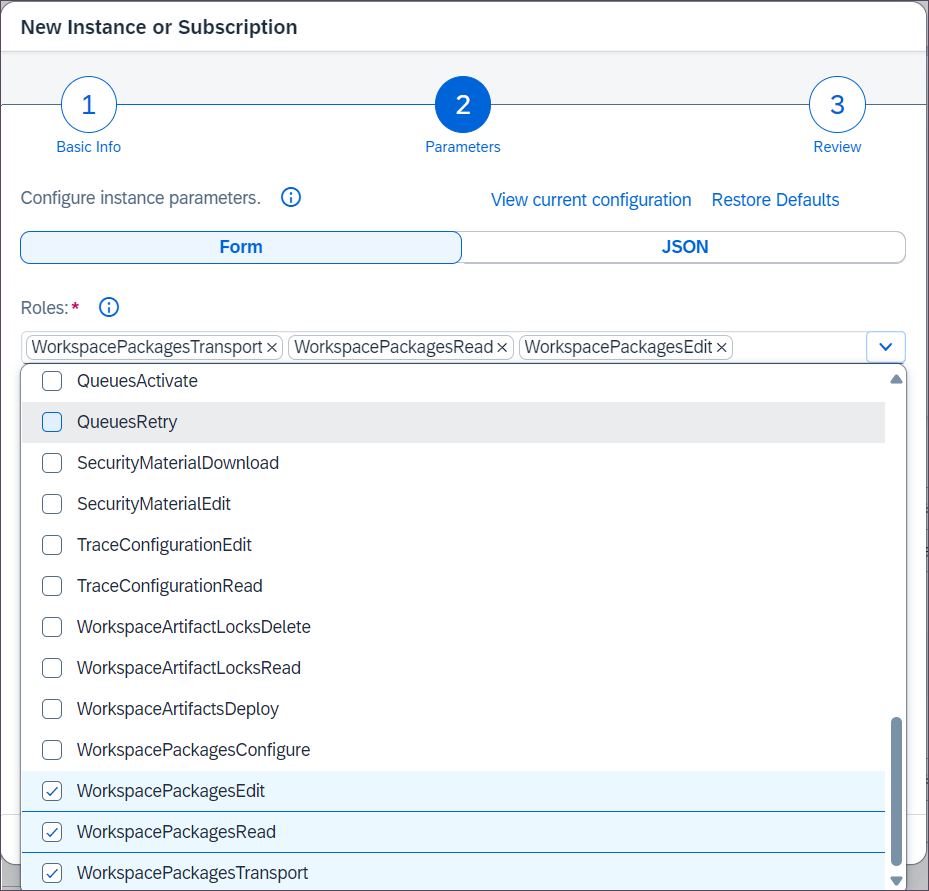 New Instance or Subscription
1
2
3
Basic Info
Parameters
Review
Configure instance parameters.
View current configuration
Restore Defaults
Form
JSON
Roles:*
WorkspacePackagesTransport
WorkspacePackagesRead
WorkspacePackagesEdit
QueuesActivate
QueuesRetry
SecurityMaterialDownload
SecurityMaterialEdit
TraceConfigurationEdit
TraceConfigurationRead
WorkspaceArtifactLocksDelete
WorkspaceArtifactLocksRead
WorkspaceArtifactsDeploy
WorkspacePackagesConfigure
WorkspacePackagesEdit
WorkspacePackagesRead
WorkspacePackagesTransport